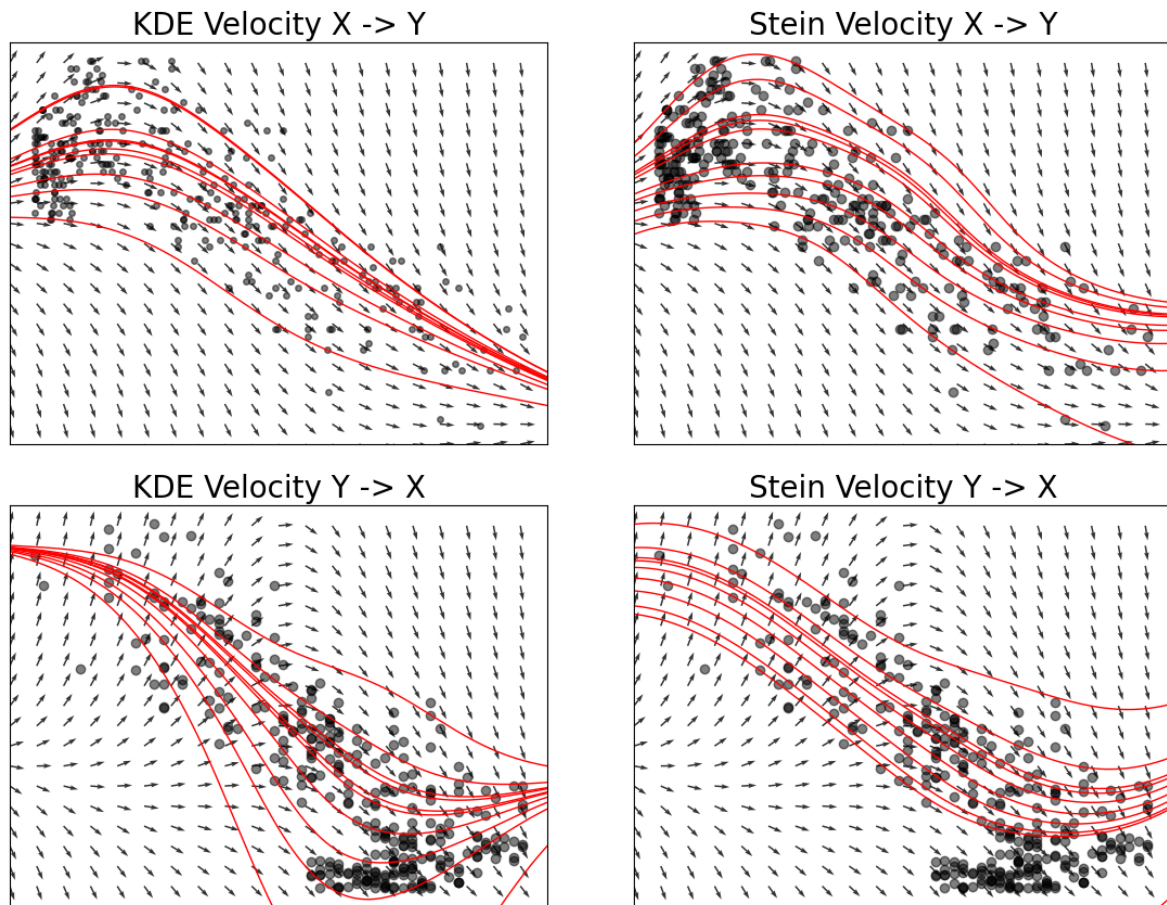 KDE Velocity X -> Y
Stein Velocity X -> Y
KDE Velocity Y -> X
Stein Velocity Y -> X